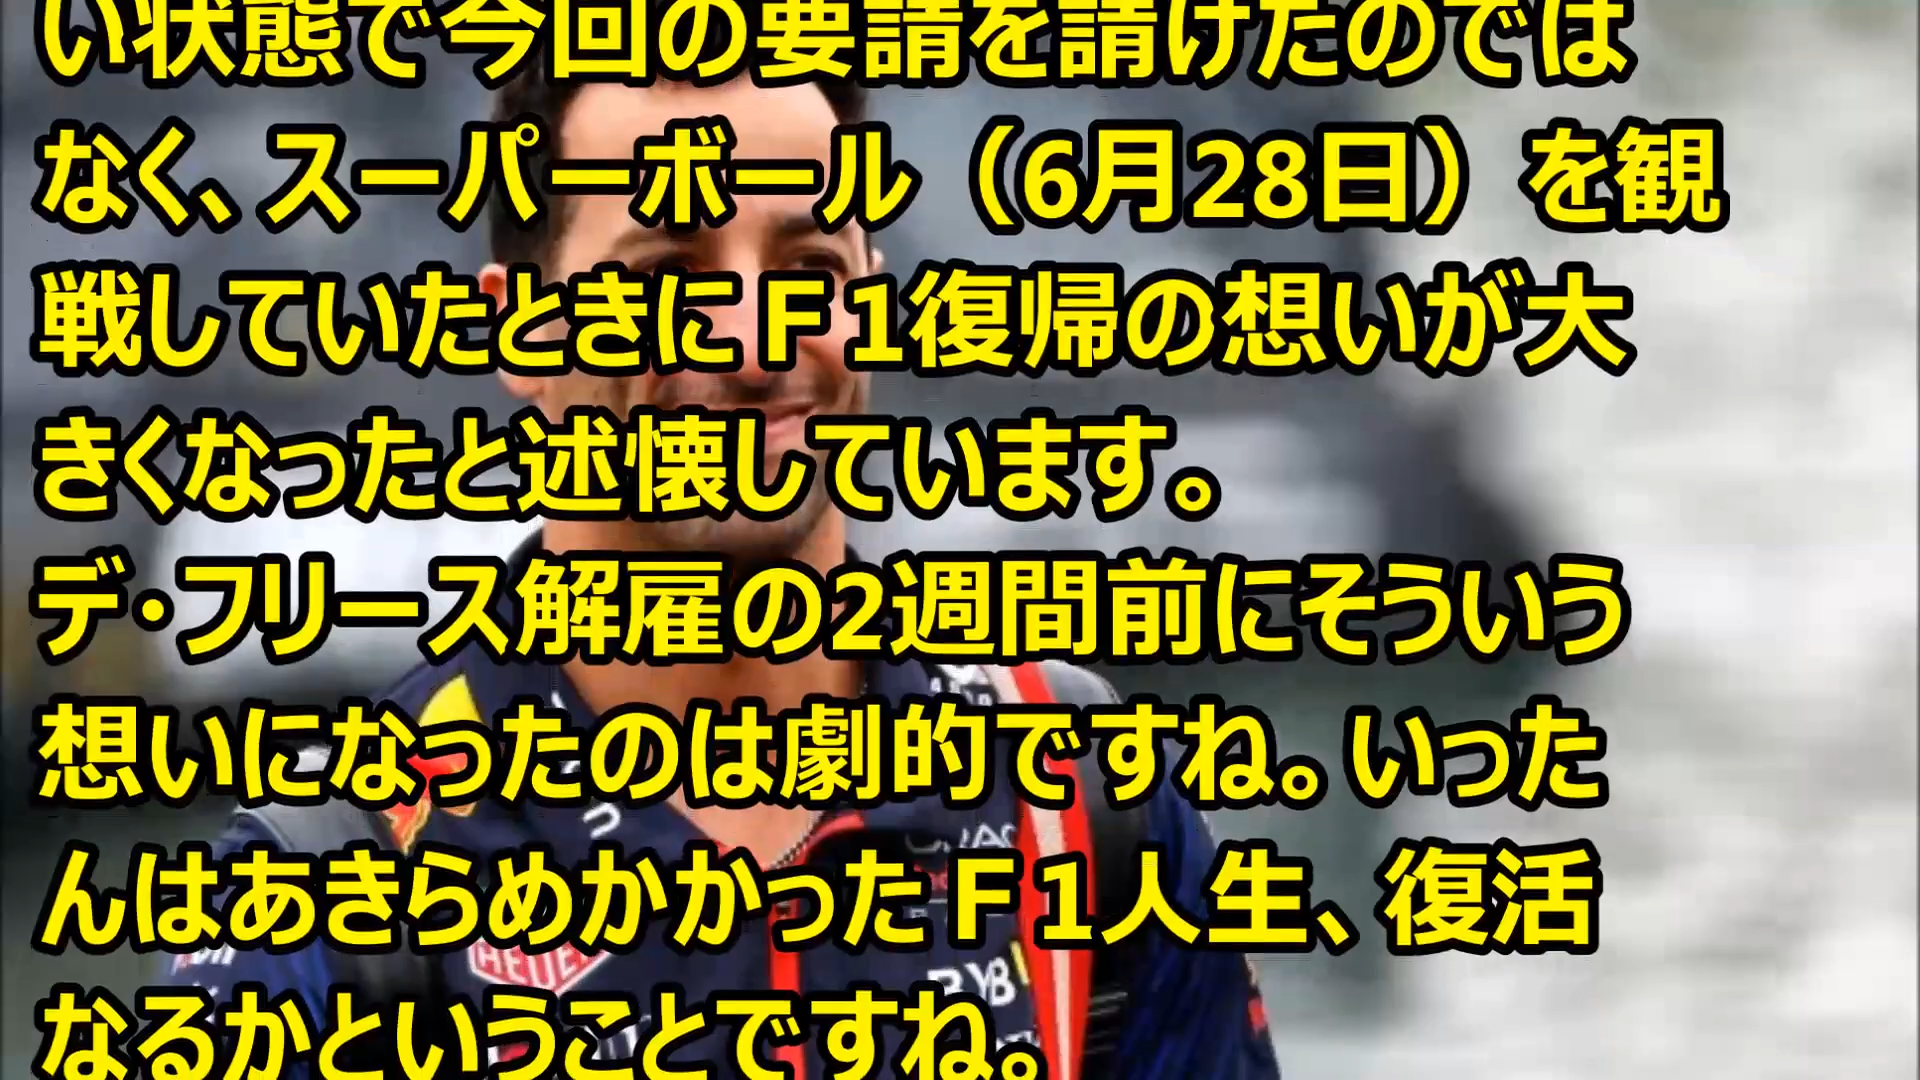 い状態で今回の要請を請けたのでは
なく、スーパーボール（6月28日）を観
戦していたときにＦ1復帰の想いが大
きくなったと述懐しています。
デ・フリース解雇の2週間前にそういう
想いになったのは劇的ですね。いった
んはあきらめかかったＦ1人生、復活
なるかということですね。
HEUER
BYB